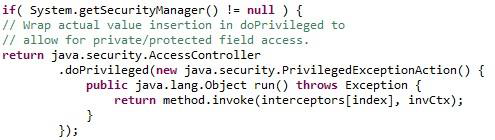 if( System.getSecurityManager() != null ) {
// Wrap actual value insertion in doPrivileged to
// allow for private/protected field access.
return java.security.AccessController
.doPrivileged(new java.security.PrivilegedExceptionAction() {
public java.lang.Object run() throws Exception {
return method.invoke(interceptors[index], invCtx);
}
});